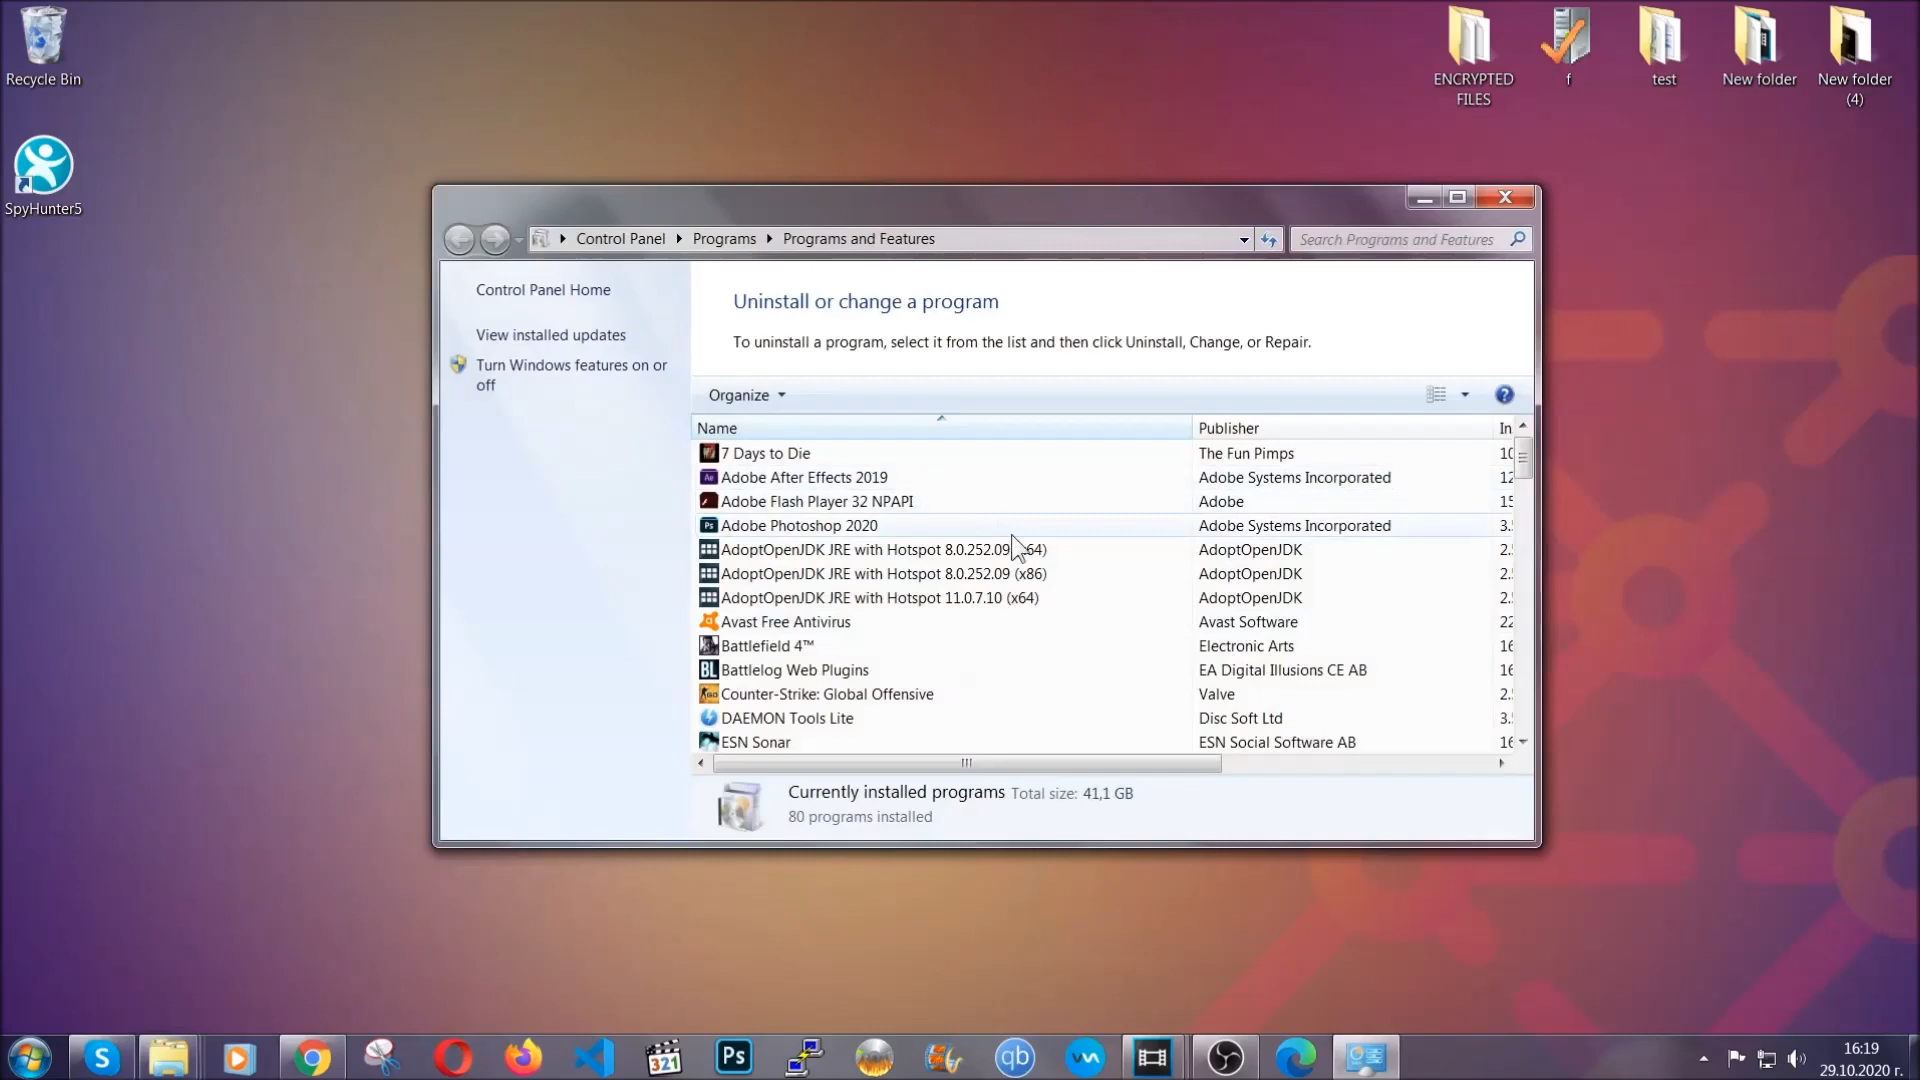 Recycle Bin
SpyHunter5
ENCRYPTED
FILES
f
test
New folder
New folder
(4)
Control Panel
Programs
Programs and Features
Search Programs and Features
Control Panel Home
View installed updates
Turn Windows features on or
off
Uninstall or change a program
To uninstall a program, select it from the list and then click Uninstall, Change, or Repair.
Organize
Name Publisher In
7 Days to Die The Fun Pimps 10
Adobe After Effects 2019 Adobe Systems Incorporated 12
Adobe Flash Player 32 NPAPI Adobe 15
Adobe Photoshop 2020 Adobe Systems Incorporated 3.
AdoptOpenJDK JRE with Hotspot 8.0.252.09 64) AdoptOpenJDK 2.
AdoptOpenJDK JRE with Hotspot 8.0.252.09 (x86) AdoptOpenJDK 2.
AdoptOpenJDK JRE with Hotspot 11.0.7.10 (x64) AdoptOpenJDK 2.
Avast Free Antivirus Avast Software 22
Battlefield 4™ Electronic Arts 16
BL Battlelog Web Plugins EA Digital Illusions CE AB 16
Counter-Strike: Global Offensive Valve 2.
DAEMON Tools Lite Disc Soft Ltd 3.
ESN Sonar ESN Social Software AB 16
Currently installed programs Total size: 41,1 GB
80 programs installed
S
321
Ps
qb
16:19
29.10.2020 г.